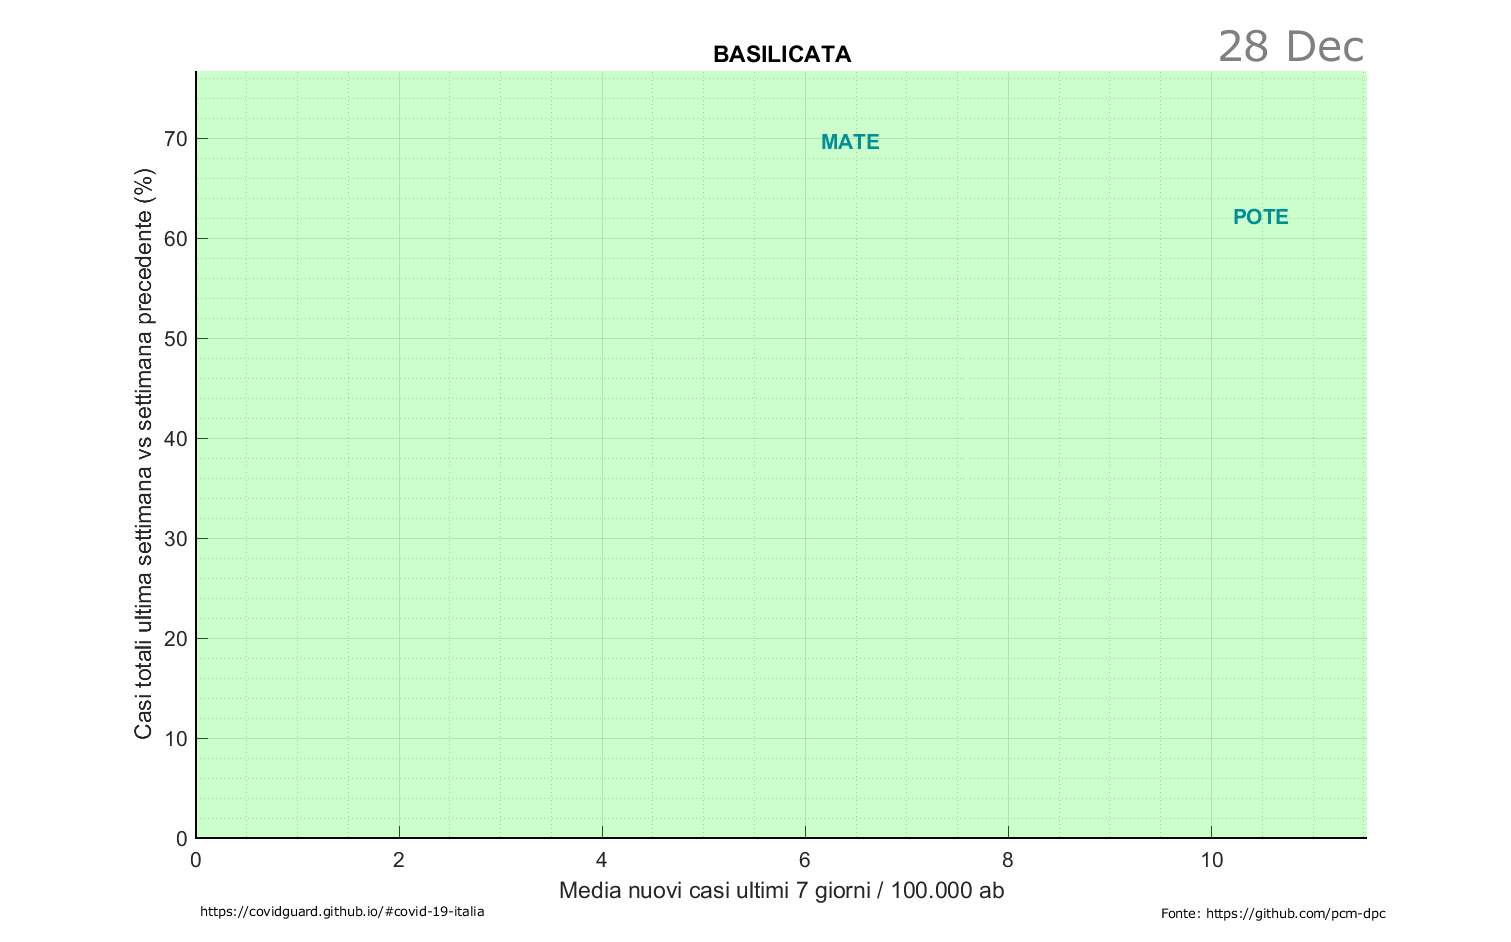 28 Dec
BASILICATA
Casi totali ultima settimana vs settimana precedente (%)
70
60
50
40
30
20
10
0
MATE
POTE
0 2 4 6 8 10
Media nuovi casi ultimi 7 giorni / 100.000 ab
https://covidguard.github.io/#covid-19-italia
Fonte: https://github.com/pcm-dpc